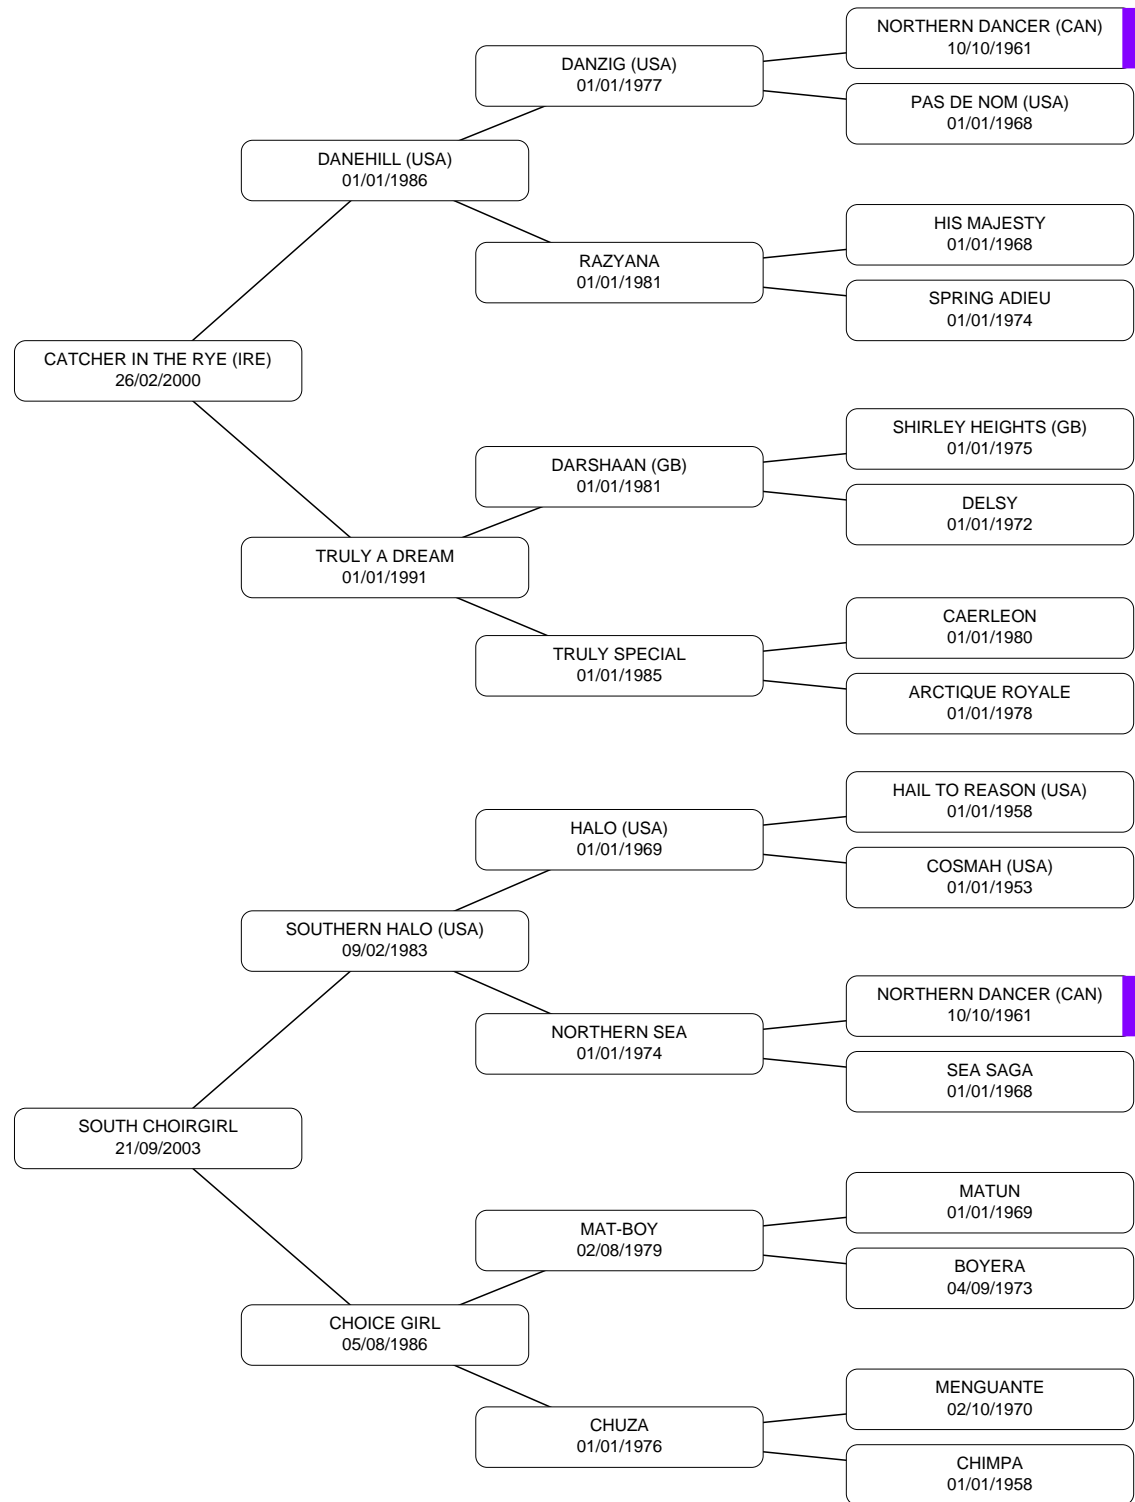 NORTHERN DANCER (CAN)
10/10/1961
DANZIG (USA)
01/01/1977
PAS DE NOM (USA)
01/01/1968
DANEHILL (USA)
01/01/1986
HIS MAJESTY
01/01/1968
RAZYANA
01/01/1981
SPRING ADIEU
01/01/1974
CATCHER IN THE RYE (IRE)
26/02/2000
SHIRLEY HEIGHTS (GB)
01/01/1975
DARSHAAN (GB)
01/01/1981
DELSY
01/01/1972
TRULY A DREAM
01/01/1991
CAERLEON
01/01/1980
TRULY SPECIAL
01/01/1985
ARCTIQUE ROYALE
01/01/1978
HAIL TO REASON (USA)
01/01/1958
HALO (USA)
01/01/1969
COSMAH (USA)
01/01/1953
SOUTHERN HALO (USA)
09/02/1983
NORTHERN DANCER (CAN)
10/10/1961
NORTHERN SEA
01/01/1974
SEA SAGA
01/01/1968
SOUTH CHOIRGIRL
21/09/2003
MATUN
01/01/1969
MAT-BOY
02/08/1979
BOYERA
04/09/1973
CHOICE GIRL
05/08/1986
MENGUANTE
02/10/1970
CHUZA
01/01/1976
CHIMPA
01/01/1958